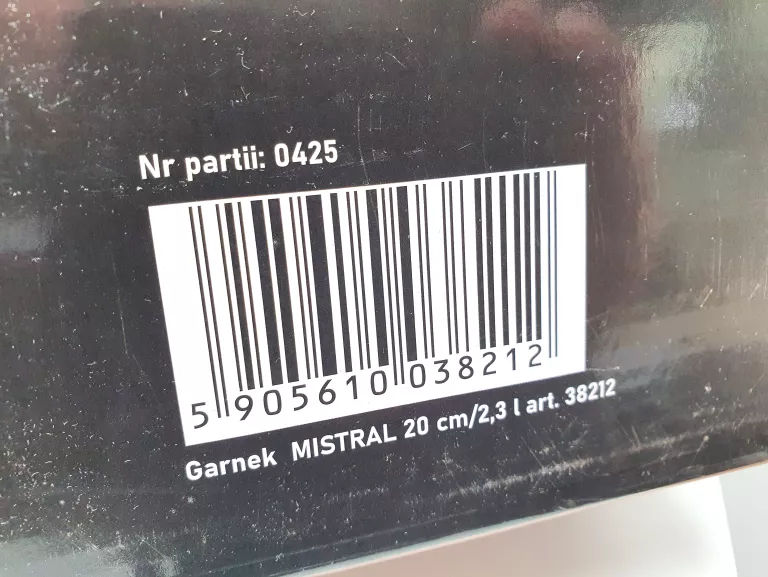 Nr partii: 0425
5 905610 038212
Garnek MISTRAL 20 cm/2,3 l art. 38212